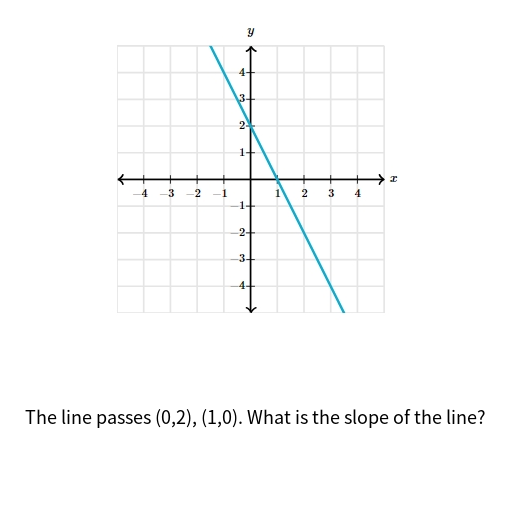 y
4
3
2
1
x
−4 −3 −2 −1 1 2 3 4
−1
−2
−3
−4
The line passes (0,2), (1,0). What is the slope of the line?